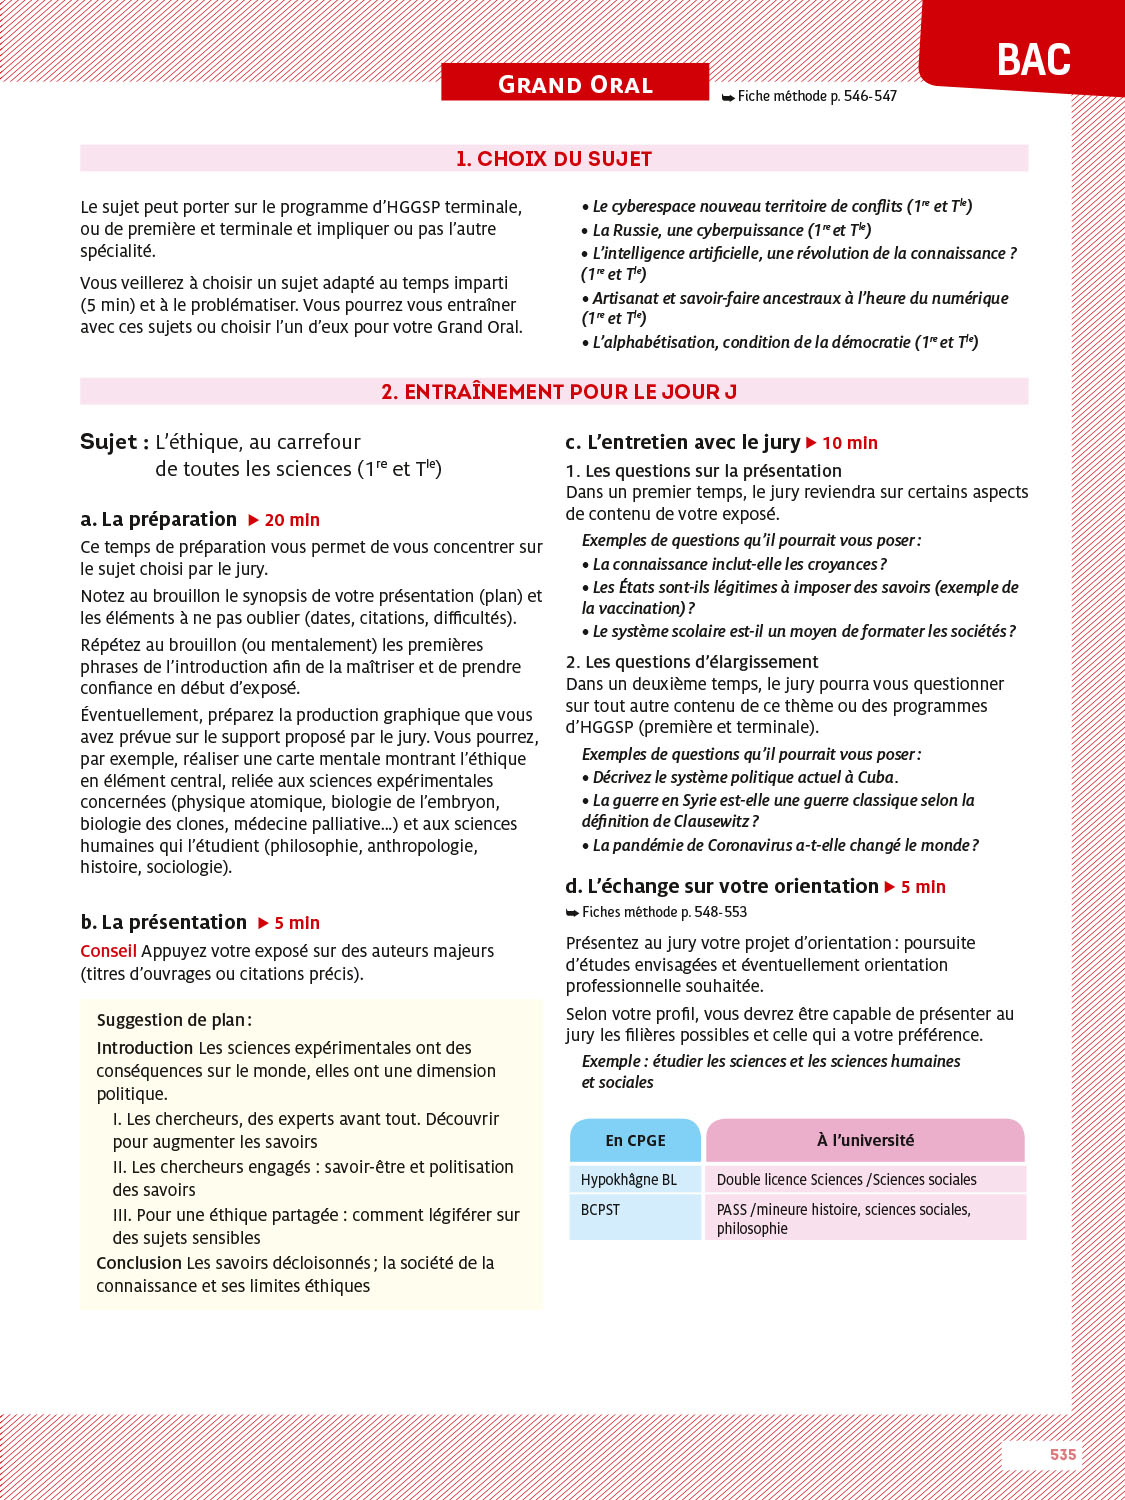 BAC
GRAND ORAL
➥ Fiche méthode p. 546-547
1. CHOIX DU SUJET
Le sujet peut porter sur le programme d’HGGSP terminale,
ou de première et terminale et impliquer ou pas l’autre
spécialité.
Vous veillerez à choisir un sujet adapté au temps imparti
(5 min) et à le problématiser. Vous pourrez vous entraîner
avec ces sujets ou choisir l’un d’eux pour votre Grand Oral.
• Le cyberespace nouveau territoire de conflits (1re et Tle)
• La Russie, une cyberpuissance (1re et Tle)
• L’intelligence artificielle, une révolution de la connaissance ?
(1re et Tle)
• Artisanat et savoir-faire ancestraux à l’heure du numérique
(1re et Tle)
• L’alphabétisation, condition de la démocratie (1re et Tle)
2. ENTRAÎNEMENT POUR LE JOUR J
Sujet : L’éthique, au carrefour
de toutes les sciences (1re et Tle)
a. La préparation ▶ 20 min
Ce temps de préparation vous permet de vous concentrer sur
le sujet choisi par le jury.
Notez au brouillon le synopsis de votre présentation (plan) et
les éléments à ne pas oublier (dates, citations, difficultés).
Répétez au brouillon (ou mentalement) les premières
phrases de l’introduction afin de la maîtriser et de prendre
confiance en début d’exposé.
Éventuellement, préparez la production graphique que vous
avez prévue sur le support proposé par le jury. Vous pourrez,
par exemple, réaliser une carte mentale montrant l’éthique
en élément central, reliée aux sciences expérimentales
concernées (physique atomique, biologie de l’embryon,
biologie des clones, médecine palliative...) et aux sciences
humaines qui l’étudient (philosophie, anthropologie,
histoire, sociologie).
b. La présentation ▶ 5 min
Conseil Appuyez votre exposé sur des auteurs majeurs
(titres d’ouvrages ou citations précis).
Suggestion de plan :
Introduction Les sciences expérimentales ont des
conséquences sur le monde, elles ont une dimension
politique.
I. Les chercheurs, des experts avant tout. Découvrir
pour augmenter les savoirs
II. Les chercheurs engagés : savoir-être et politisation
des savoirs
III. Pour une éthique partagée : comment légiférer sur
des sujets sensibles
Conclusion Les savoirs décloisonnés ; la société de la
connaissance et ses limites éthiques
c. L’entretien avec le jury ▶ 10 min
1. Les questions sur la présentation
Dans un premier temps, le jury reviendra sur certains aspects
de contenu de votre exposé.
Exemples de questions qu’il pourrait vous poser :
• La connaissance inclut-elle les croyances ?
• Les États sont-ils légitimes à imposer des savoirs (exemple de
la vaccination) ?
• Le système scolaire est-il un moyen de formater les sociétés ?
2. Les questions d’élargissement
Dans un deuxième temps, le jury pourra vous questionner
sur tout autre contenu de ce thème ou des programmes
d’HGGSP (première et terminale).
Exemples de questions qu’il pourrait vous poser :
• Décrivez le système politique actuel à Cuba.
• La guerre en Syrie est-elle une guerre classique selon la
définition de Clausewitz ?
• La pandémie de Coronavirus a-t-elle changé le monde ?
d. L’échange sur votre orientation ▶ 5 min
➥ Fiches méthode p. 548-553
Présentez au jury votre projet d’orientation : poursuite
d’études envisagées et éventuellement orientation
professionnelle souhaitée.
Selon votre profil, vous devrez être capable de présenter au
jury les filières possibles et celle qui a votre préférence.
Exemple : étudier les sciences et les sciences humaines
et sociales
En CPGE
À l’université
Hypokhâgne BL
Double licence Sciences /Sciences sociales
BCPST
PASS /mineure histoire, sciences sociales,
philosophie
535